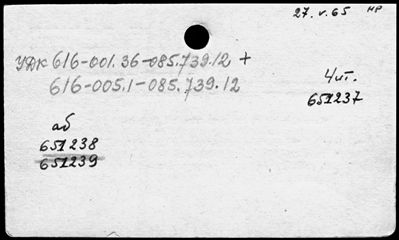 27. V. 65 нр
УДК 616-001.36-085.739.12 +
616-005.1-085.739.12
Чит.
651237
аб
651238
651239